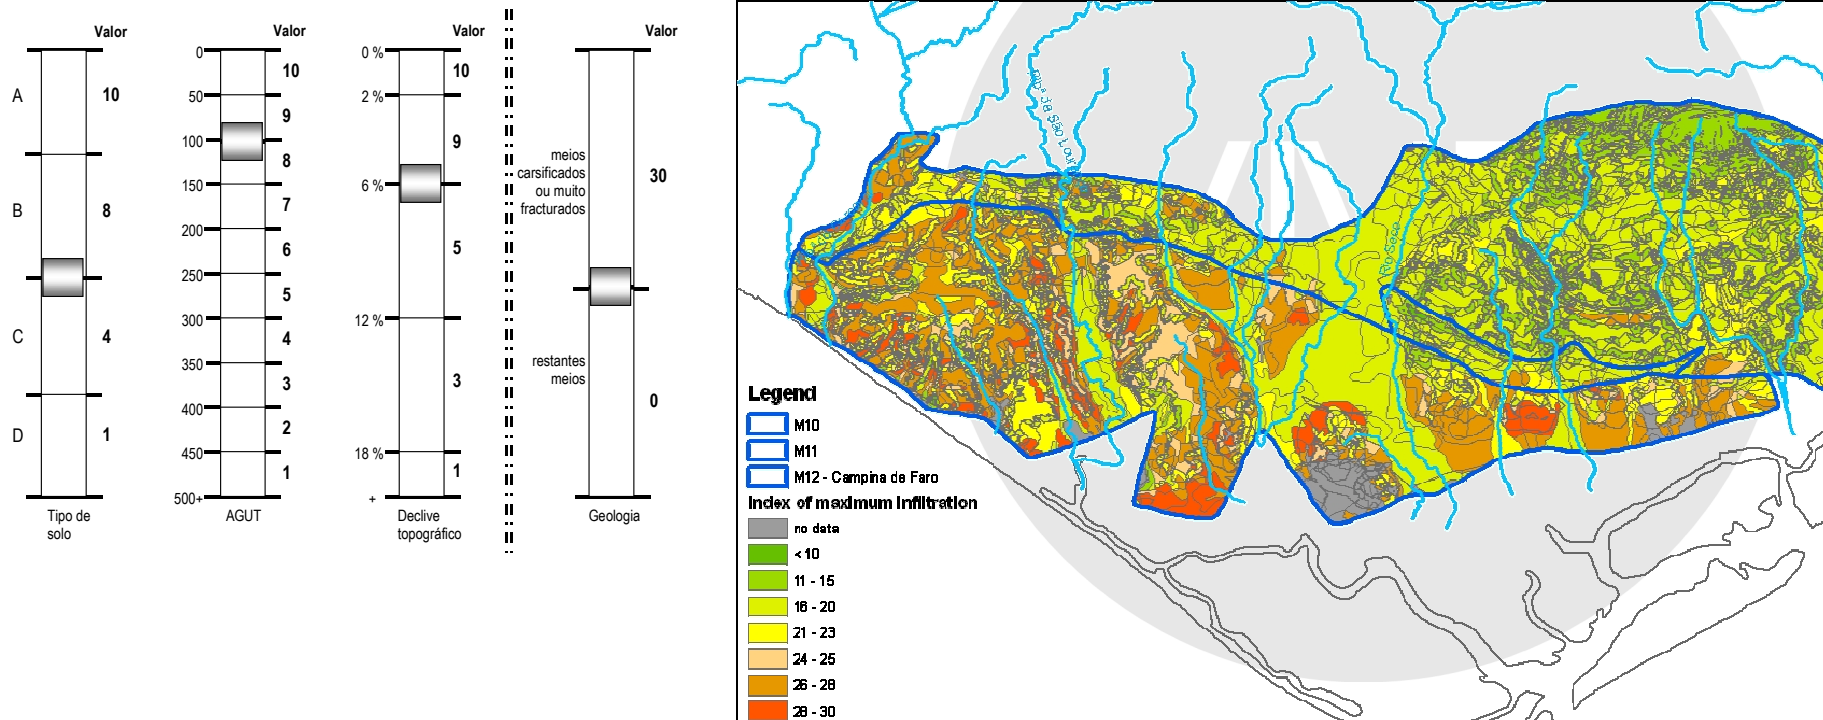 Valor
A
10
B
8
C
4
D
1
Tipo de
solo
Valor
0
50
100
150
200
250
300
350
400
450
500+
10
9
8
7
6
5
4
3
2
1
AGUT
Valor
0 %
2 %
6 %
12 %
18 %
+
10
9
5
3
1
Declive
topográfico
Valor
meios
carsificados
ou muito
fracturados
30
restantes
meios
0
Geologia
Ribª de São Lour
Rio Seco
Legend
M10
M11
M12 - Campina de Faro
Index of maximum infiltration
no data
<10
11 - 15
16 - 20
21 - 23
24 - 25
26 - 28
28 - 30